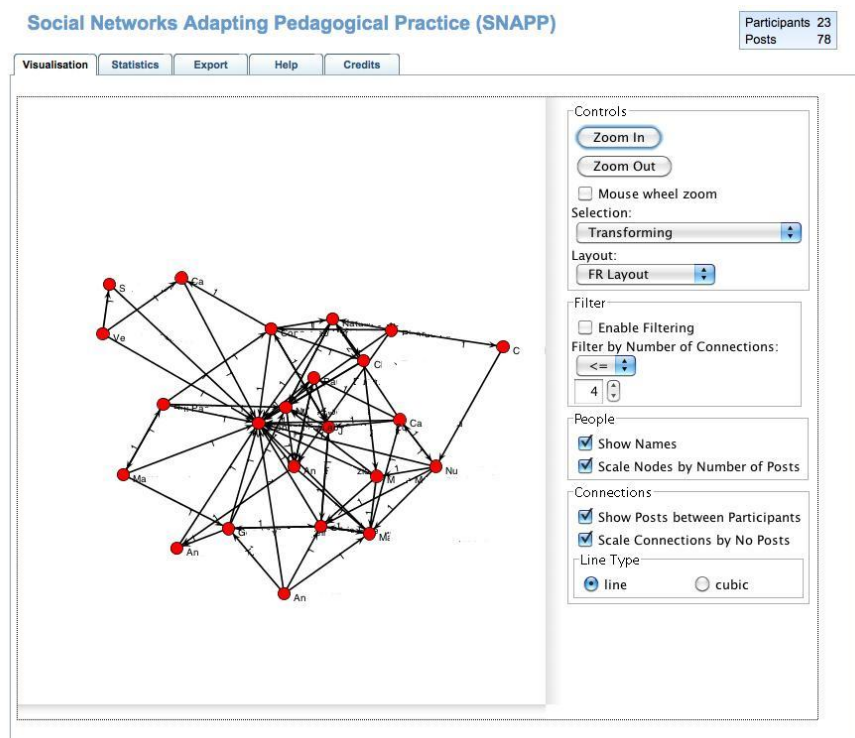 Social Networks Adapting Pedagogical Practice (SNAPP)
Participants 23
Posts 78
Visualisation Statistics Export Help Credits
Controls
Zoom In
Zoom Out
Mouse wheel zoom
Selection:
Transforming
Layout:
FR Layout
Filter
Enable Filtering
Filter by Number of Connections:
<=
4
People
Show Names
Scale Nodes by Number of Posts
Connections
Show Posts between Participants
Scale Connections by No Posts
Line Type
line cubic
S
Ca
Ve
C
Ca
Nu
Ma
An
M
An
G
Ma
An